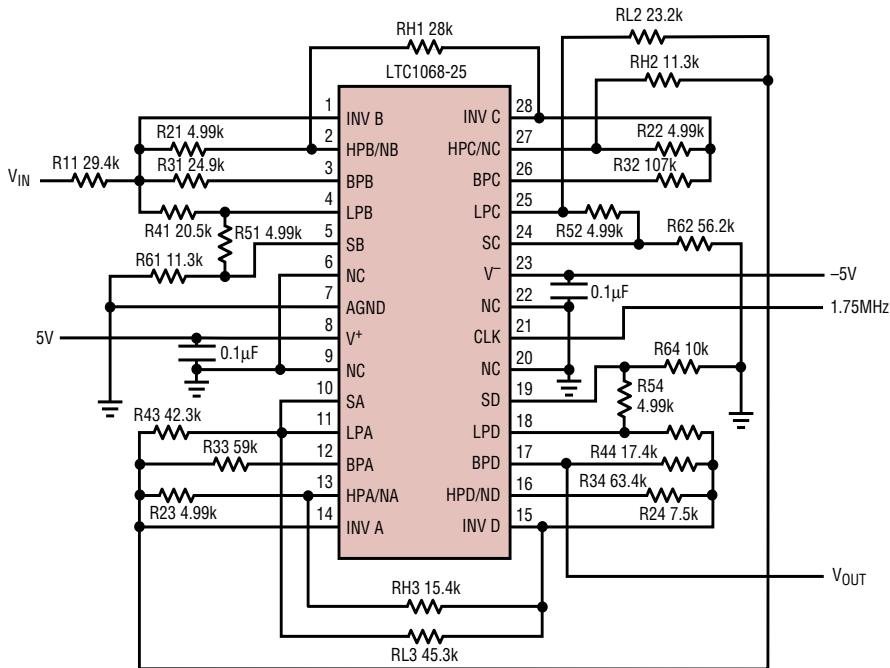 RL2 23.2k
RH1 28k
RH2 11.3k
LTC1068-25
1 INV B INV C 28
R21 4.99k 2 HPB/NB HPC/NC 27 R22 4.99k
R11 29.4k R31 24.9k 3 BPB BPC 26 R32 107k
VIN
4 LPB LPC 25
R41 20.5k R51 4.99k R52 4.99k R62 56.2k
5 SB SC 24
R61 11.3k
6 NC V– 23 –5V
7 AGND NC 22 0.1µF
1.75MHz
5V 8 V+ CLK 21
0.1µF
9 NC NC 20 R64 10k
10 SA SD 19 R54
4.99k
R43 42.3k 11 LPA LPD 18
R33 59k 12 BPA BPD 17 R44 17.4k
13 HPA/NA HPD/ND 16 R34 63.4k
R23 4.99k 14 INV A INV D 15 R24 7.5k
VOUT
RH3 15.4k
RL3 45.3k